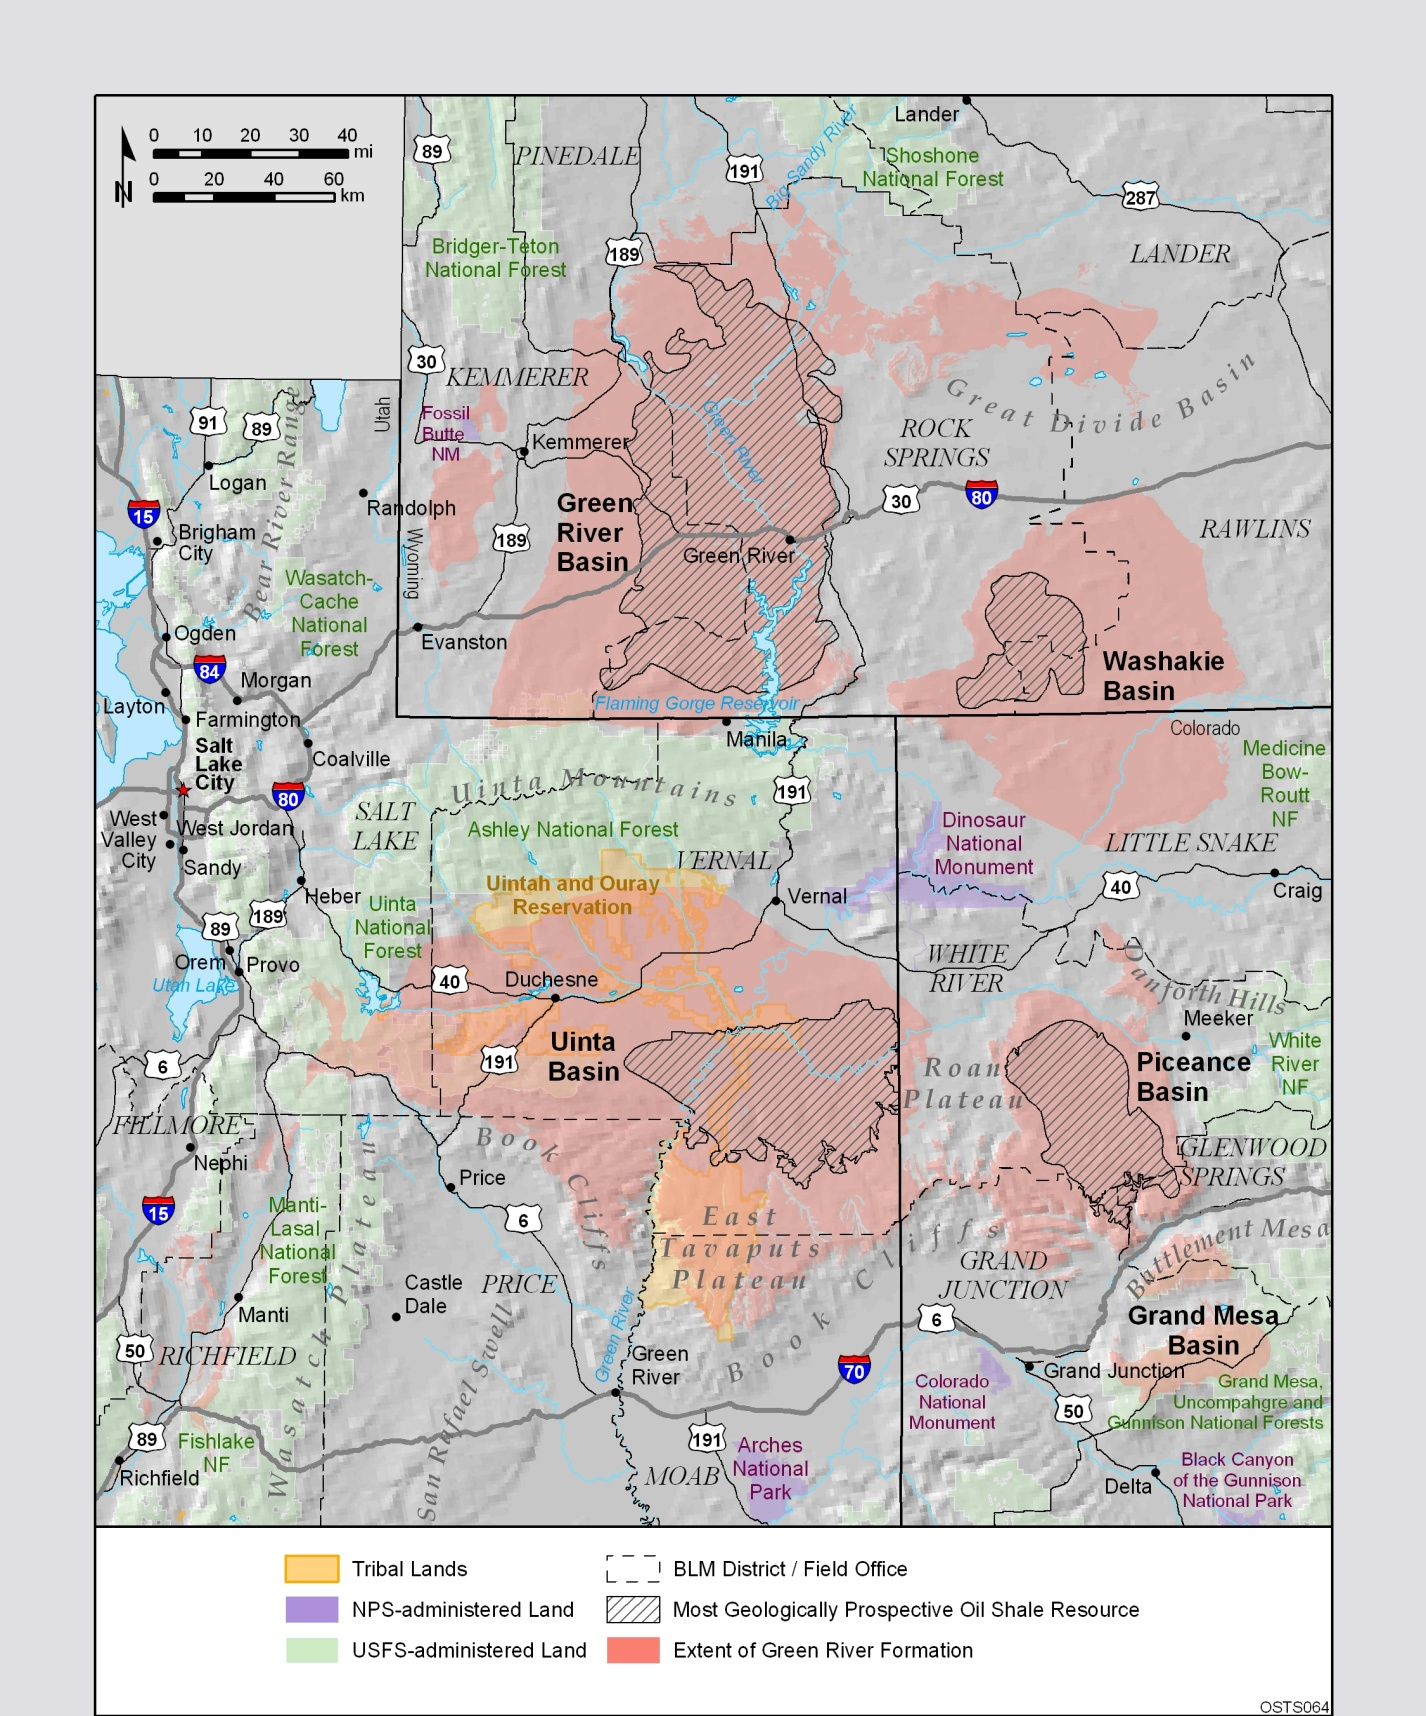 0 10 20 30 40
mi
0 20 40 60
km
N
89
PINEDALE
191
Big Sandy River
Lander
Shoshone
National Forest
287
LANDER
Bridger-Teton
National Forest
189
30
KEMMERER
Great Divide Basin
Utah
Wyoming
Fossil
Butte
NM
Kemmerer
Green River
ROCK
SPRINGS
30
80
RAWLINS
91
89
Bear River Range
Logan
Randolph
15
Brigham
City
Green
River
Basin
189
Green River
Wasatch-
Cache
National
Forest
Ogden
Evanston
84
Morgan
Layton
Farmington
Washakie
Basin
Flaming Gorge Reservoir
Manila
Colorado
Salt
Lake
City
Coalville
Medicine
Bow-
Routt
NF
80
Uinta Mountains
191
SALT
LAKE
West
Valley
City
West Jordan
Sandy
Ashley National Forest
VERNAL
Dinosaur
National
Monument
LITTLE SNAKE
40
Craig
Heber
Uintah and Ouray
Reservation
Vernal
189
89
Uinta
National
Forest
Orem
Provo
Utah Lake
40
Duchesne
WHITE
RIVER
Danforth Hills
Meeker
6
191
Uinta
Basin
Roan
Plateau
Piceance
Basin
White
River
NF
FILLMORE
Nephi
Book Cliffs
GLENWOOD
SPRINGS
Price
15
Manti-
Lasal
National
Forest
Wasatch Plateau
6
East
Tavaputs
Plateau
Book Cliffs
GRAND
JUNCTION
Battlement Mesa
Castle
Dale
PRICE
Manti
San Rafael Swell
Green River
6
Grand Mesa
Basin
50
RICHFIELD
Green
River
70
Grand Junction
Colorado
National
Monument
50
Grand Mesa,
Uncompahgre and
Gunnison National Forests
89
Fishlake
NF
Richfield
191
MOAB
Arches
National
Park
Delta
Black Canyon
of the Gunnison
National Park
Tribal Lands
NPS-administered Land
USFS-administered Land
BLM District / Field Office
Most Geologically Prospective Oil Shale Resource
Extent of Green River Formation
OSTS064